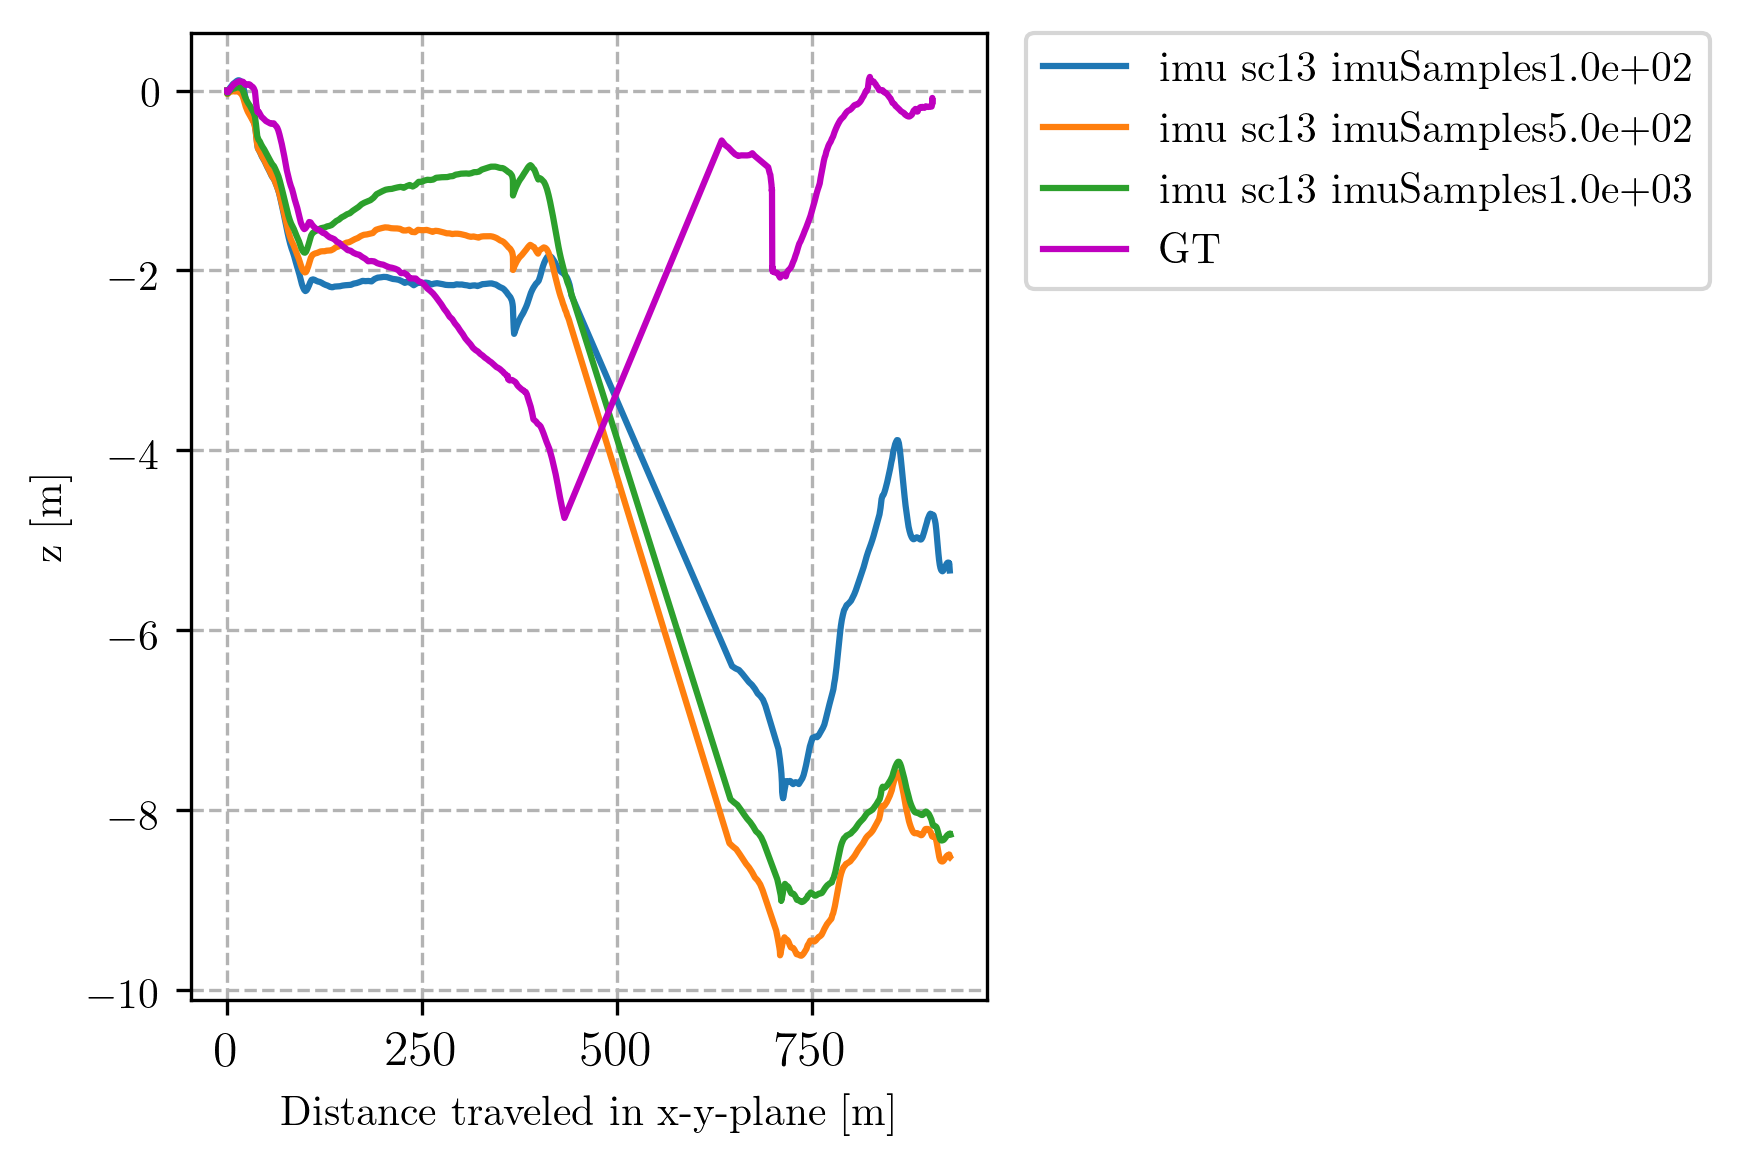 imu sc13 imuSamples1.0e+02
imu sc13 imuSamples5.0e+02
imu sc13 imuSamples1.0e+03
GT
0
−2
−4
−6
−8
−10
z [m]
0 250 500 750
Distance traveled in x-y-plane [m]